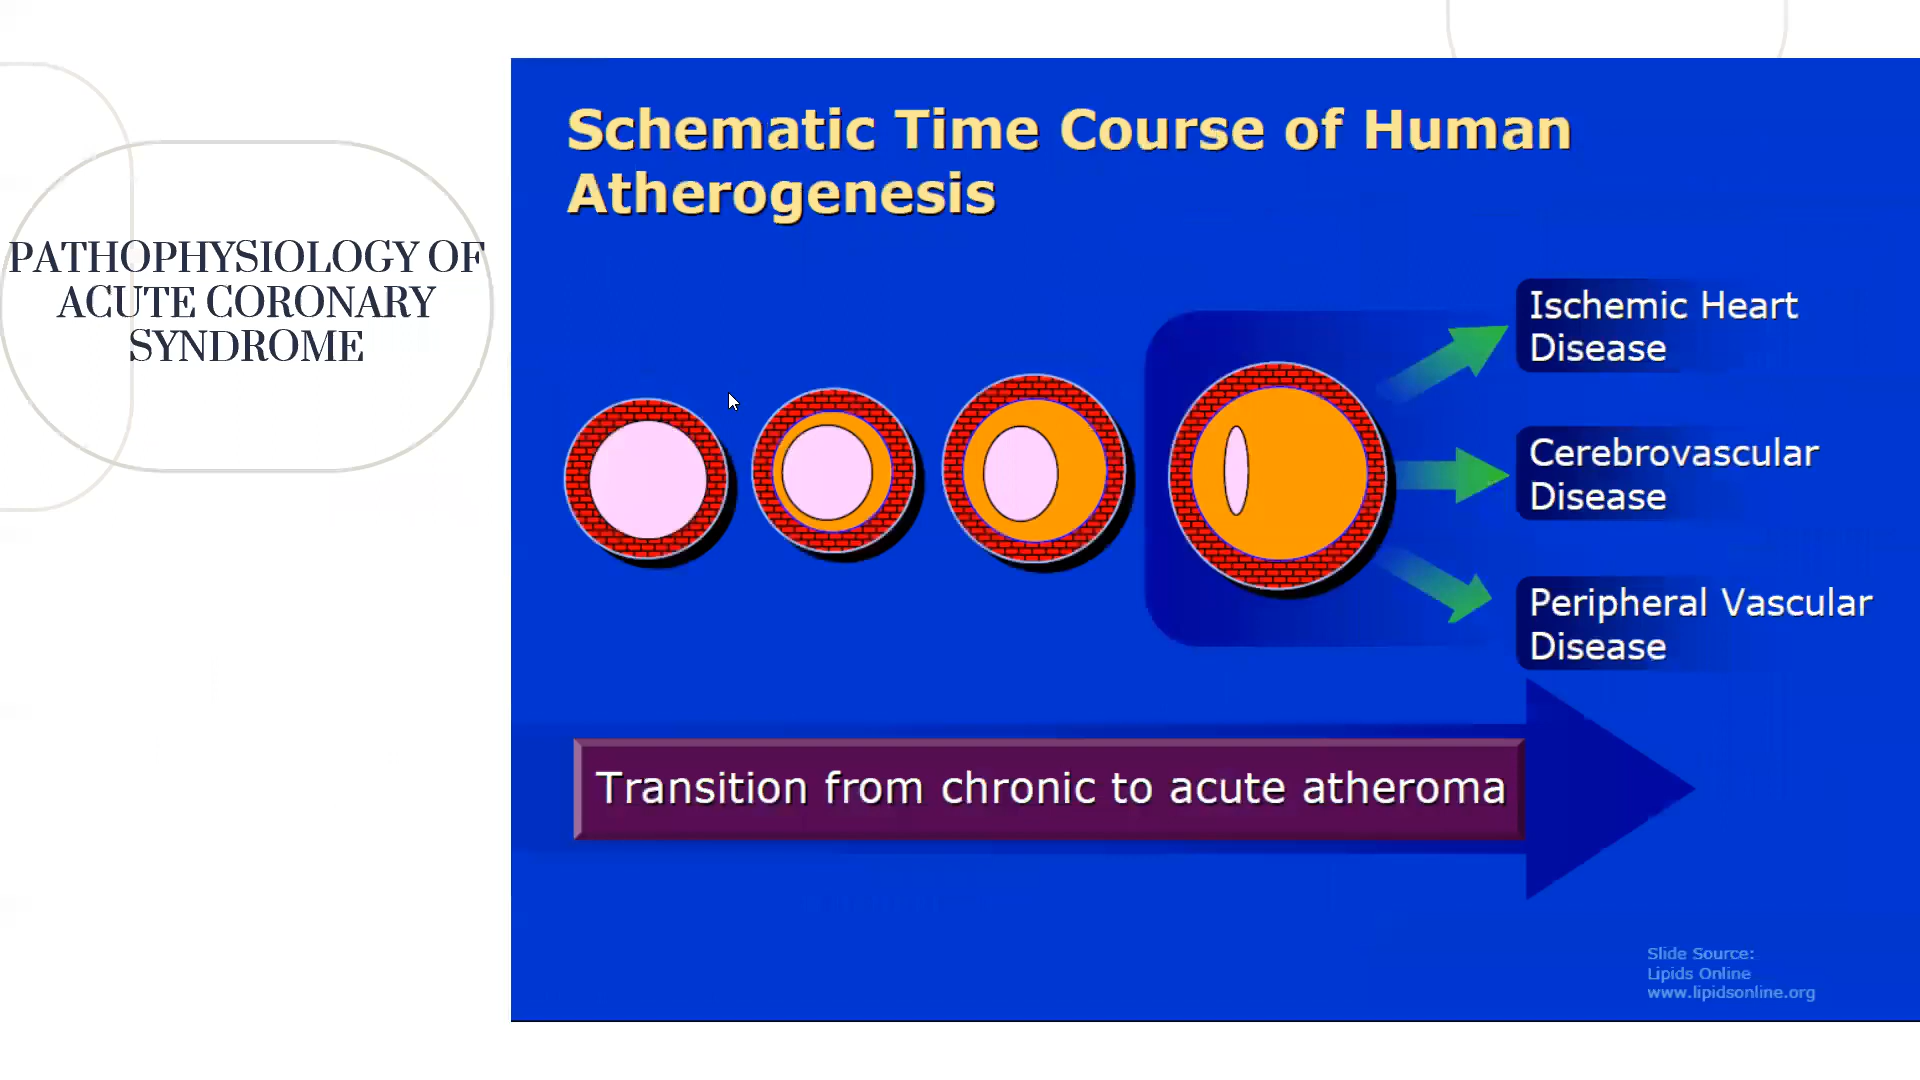 PATHOPHYSIOLOGY OF
ACUTE CORONARY
SYNDROME
Schematic Time Course of Human
Atherogenesis
Ischemic Heart
Disease
Cerebrovascular
Disease
Peripheral Vascular
Disease
Transition from chronic to acute atheroma
Slide Source:
Lipids Online
www.lipidsonline.org